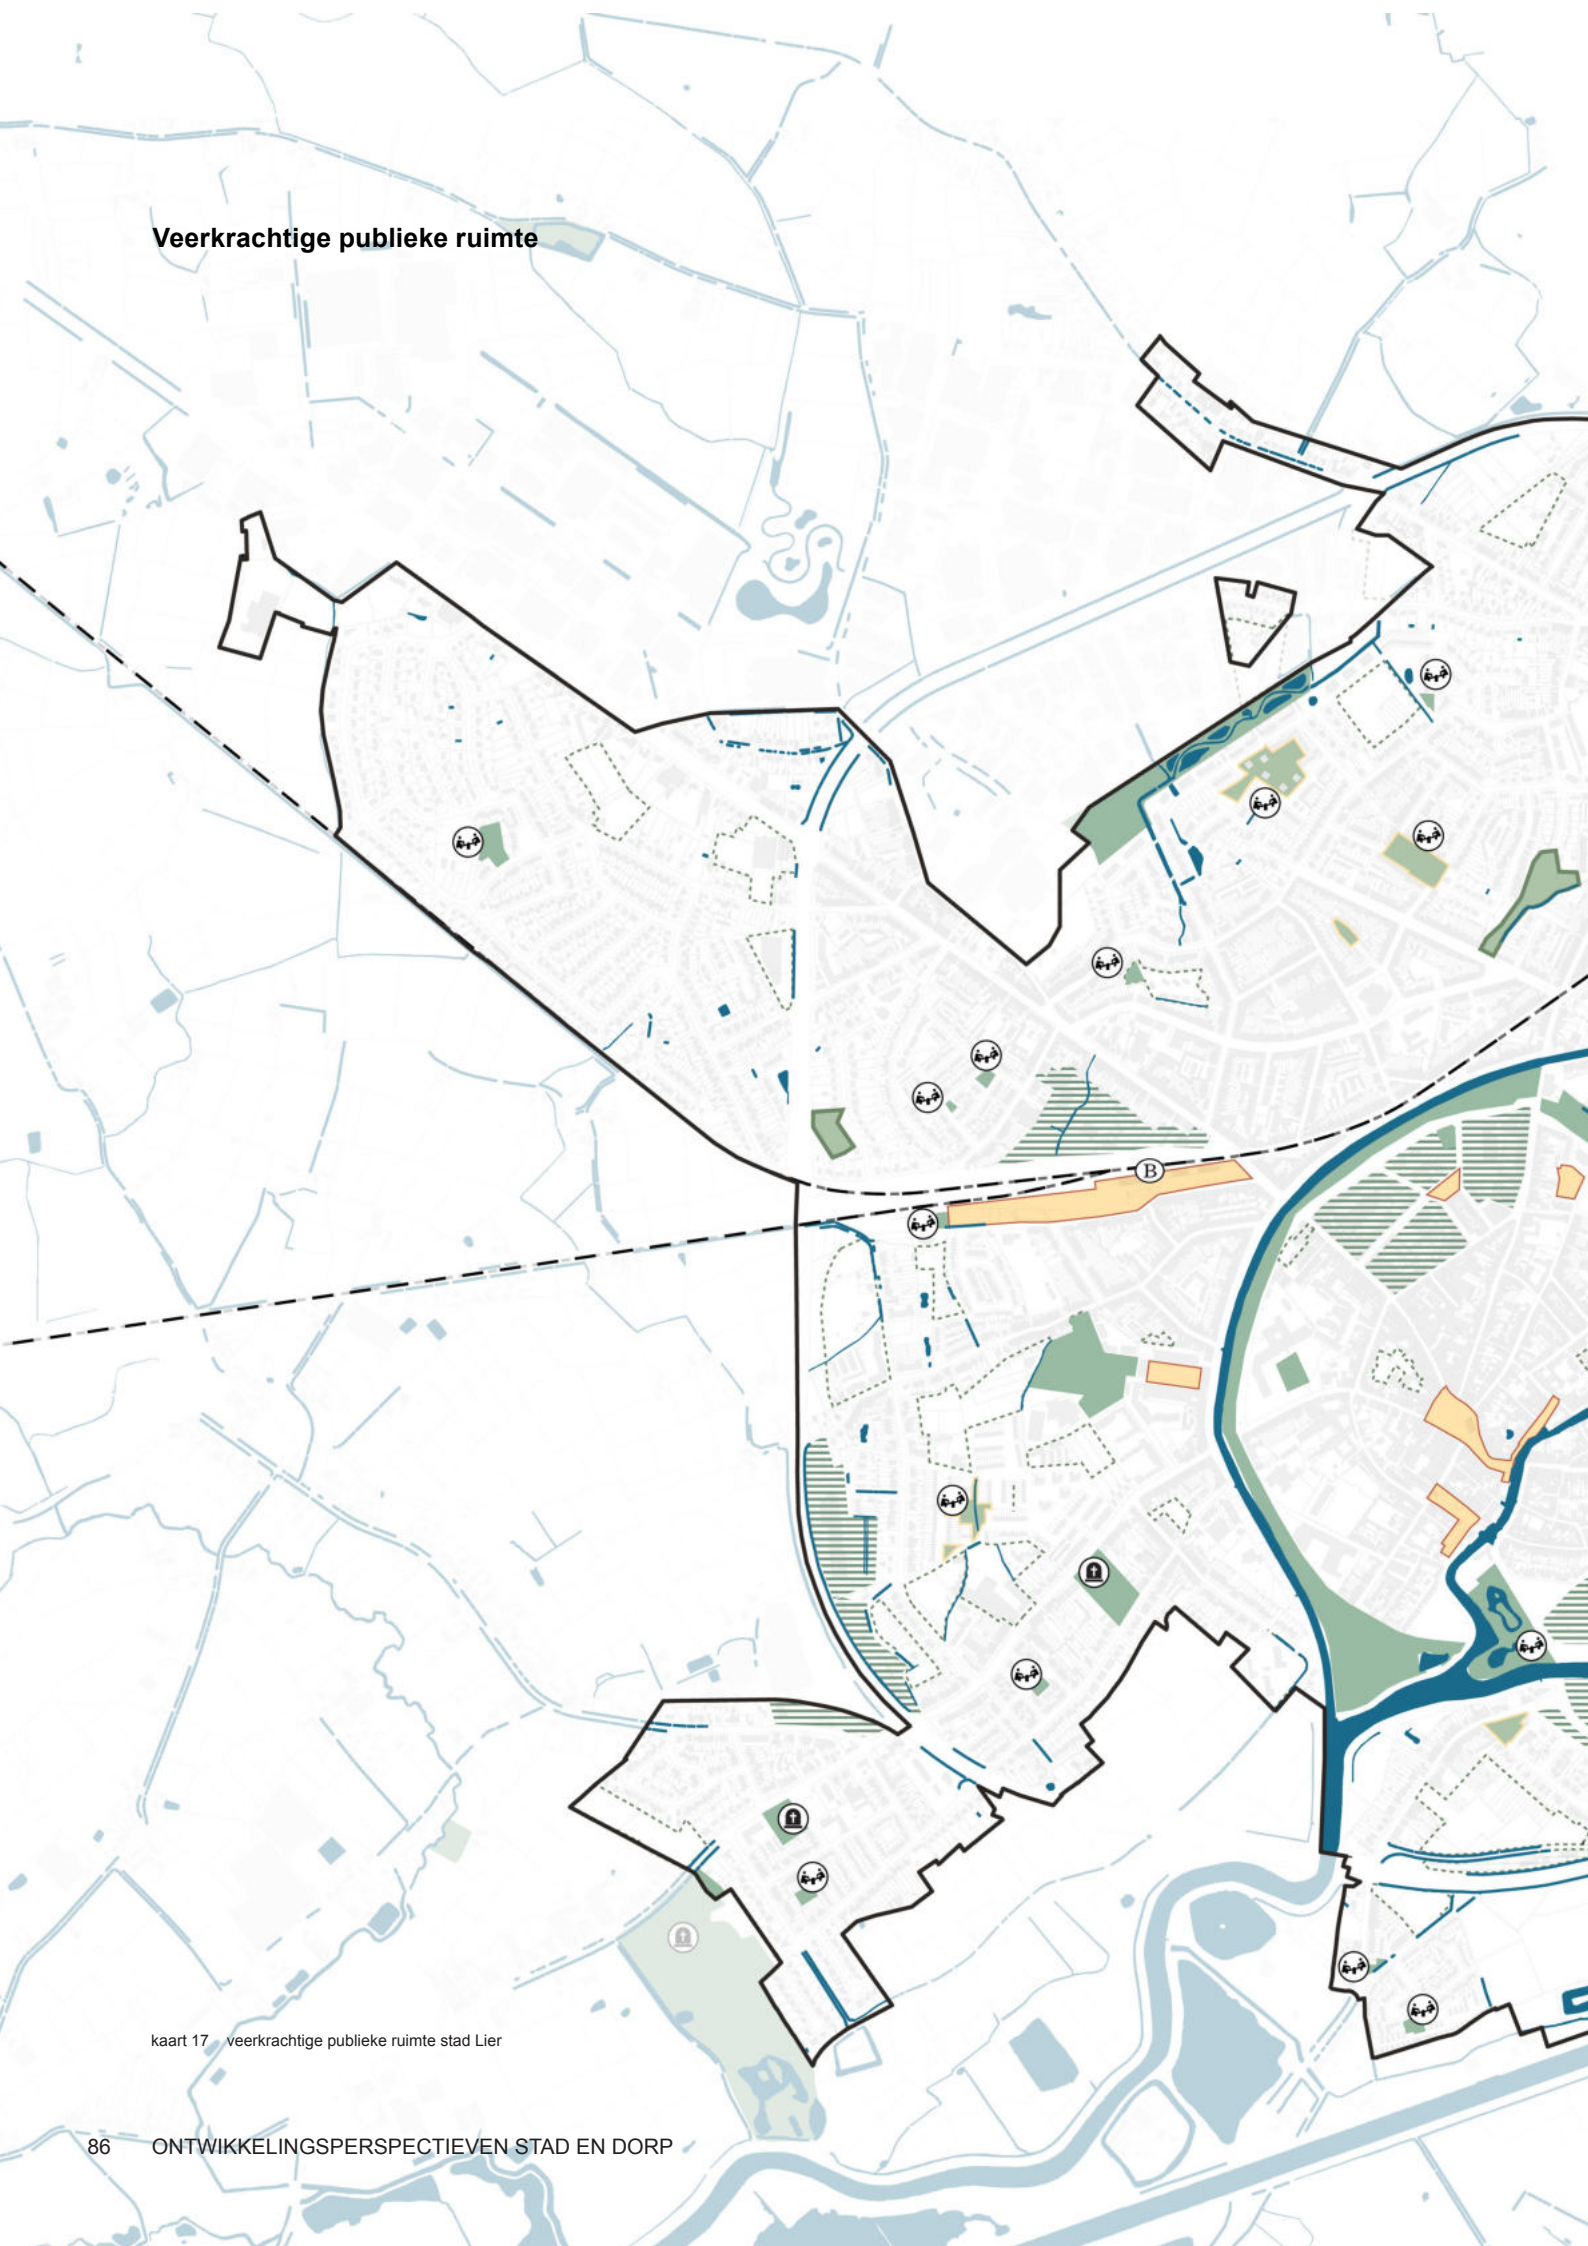 Veerkrachtige publieke ruimte
B
kaart 17 veerkrachtige publieke ruimte stad Lier
86 ONTWIKKELINGSPERSPECTIEVEN STAD EN DORP